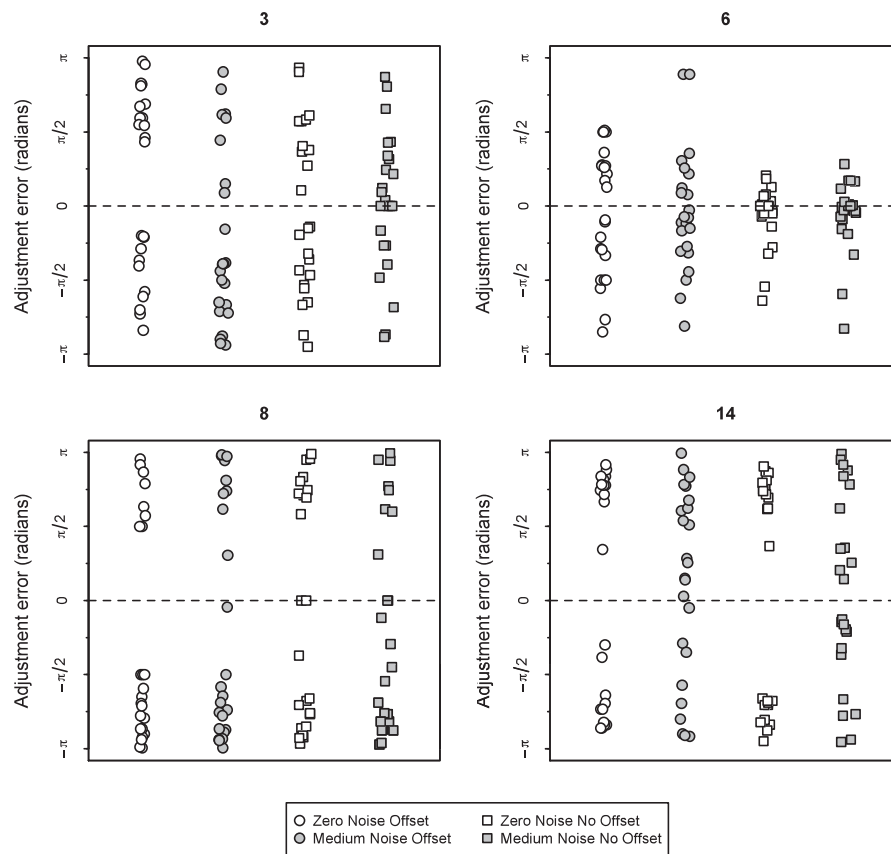 3
Adjustment error (radians)
π
π/2
0
−π/2
−π
6
Adjustment error (radians)
π
π/2
0
−π/2
−π
8
Adjustment error (radians)
π
π/2
0
−π/2
−π
14
Adjustment error (radians)
π
π/2
0
−π/2
−π
Zero Noise Offset
Zero Noise No Offset
Medium Noise Offset
Medium Noise No Offset